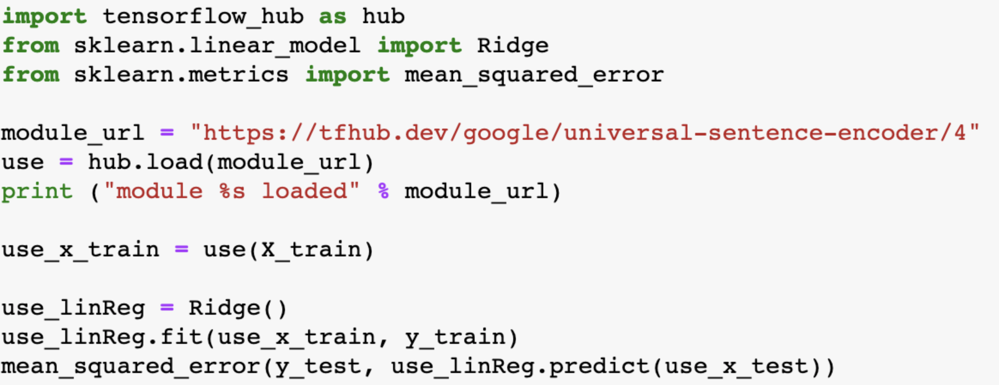 import tensorflow_hub as hub
from sklearn.linear_model import Ridge
from sklearn.metrics import mean_squared_error
module_url = "https://tfhub.dev/google/universal-sentence-encoder/4"
use = hub.load(module_url)
print ("module %s loaded" % module_url)
use_x_train = use(X_train)
use_linReg = Ridge()
use_linReg.fit(use_x_train, y_train)
mean_squared_error(y_test, use_linReg.predict(use_x_test))